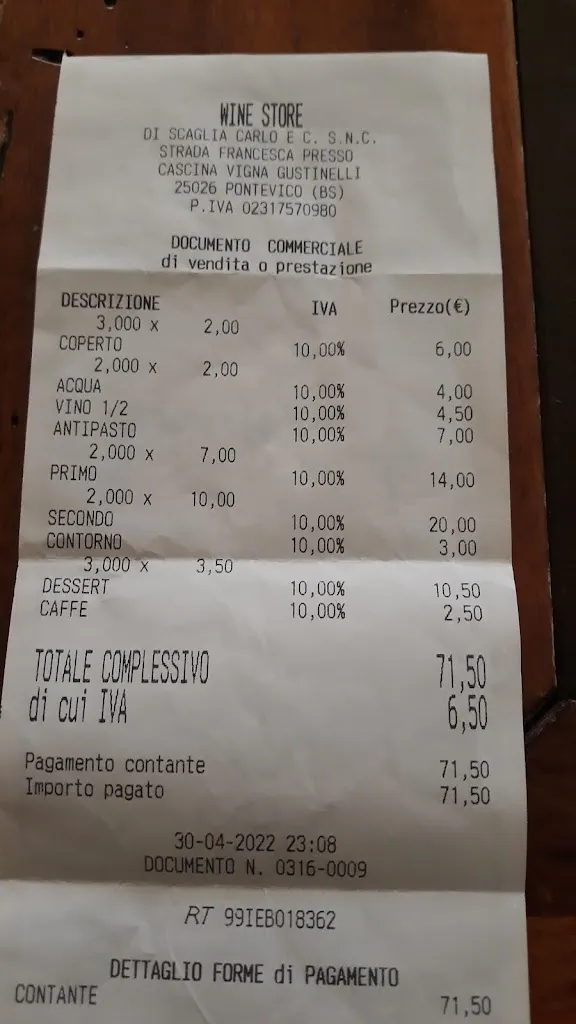 WINE STORE
DI SCAGLIA CARLO E C. S.N.C.
STRADA FRANCESCA PRESSO
CASCINA VIGNA GUSTINELLI
25026 PONTEVICO (BS)
P.IVA 02317570980
DOCUMENTO COMMERCIALE
di vendita o prestazione
DESCRIZIONE IVA Prezzo(€)
3,000 x 2,00
COPERTO 10,00% 6,00
2,000 x 2,00
ACQUA 10,00% 4,00
VINO 1/2 10,00% 4,50
ANTIPASTO 10,00% 7,00
2,000 x 7,00
PRIMO 10,00% 14,00
2,000 x 10,00
SECONDO 10,00% 20,00
CONTORNO 10,00% 3,00
3,000 x 3,50
DESSERT 10,00% 10,50
CAFFE 10,00% 2,50
TOTALE COMPLESSIVO 71,50
di cui IVA 6,50
Pagamento contante 71,50
Importo pagato 71,50
30-04-2022 23:08
DOCUMENTO N. 0316-0009
RT 99IEB018362
DETTAGLIO FORME di PAGAMENTO
CONTANTE 71,50